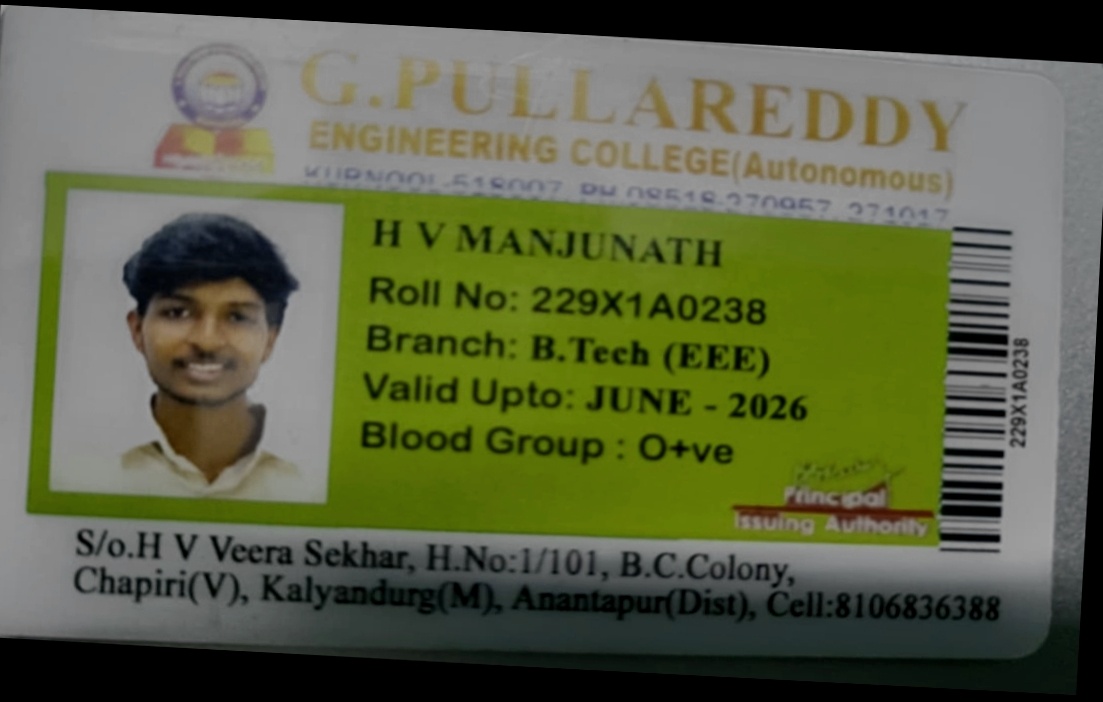 G.PULLAREDDY
ENGINEERING COLLEGE(Autonomous)
KURNOOL-518007, PH.08518-270957, 271017
H V MANJUNATH
Roll No: 229X1A0238
Branch: B.Tech (EEE)
Valid Upto: JUNE - 2026
Blood Group : O+ve
Principal
Issuing Authority
229X1A0238
S/o.H V Veera Sekhar, H.No:1/101, B.C.Colony,
Chapiri(V), Kalyandurg(M), Anantapur(Dist), Cell:8106836388